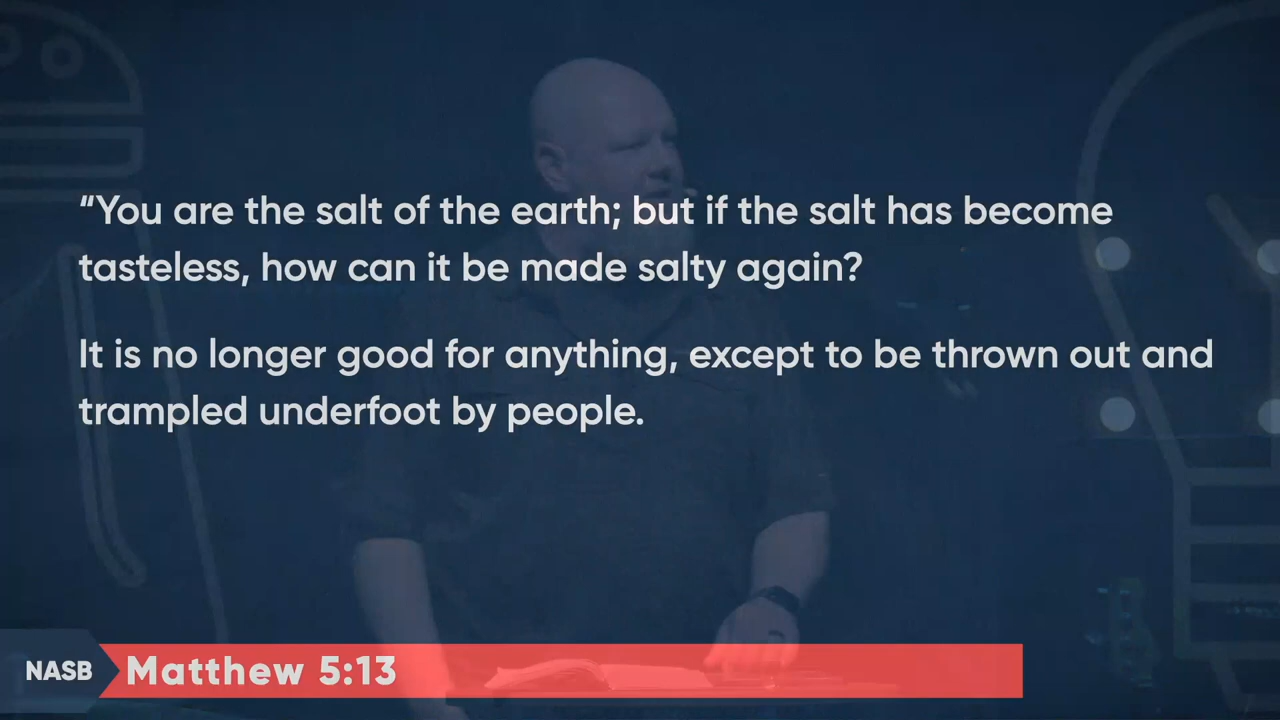 “You are the salt of the earth; but if the salt has become
tasteless, how can it be made salty again?
It is no longer good for anything, except to be thrown out and
trampled underfoot by people.
NASB
Matthew 5:13